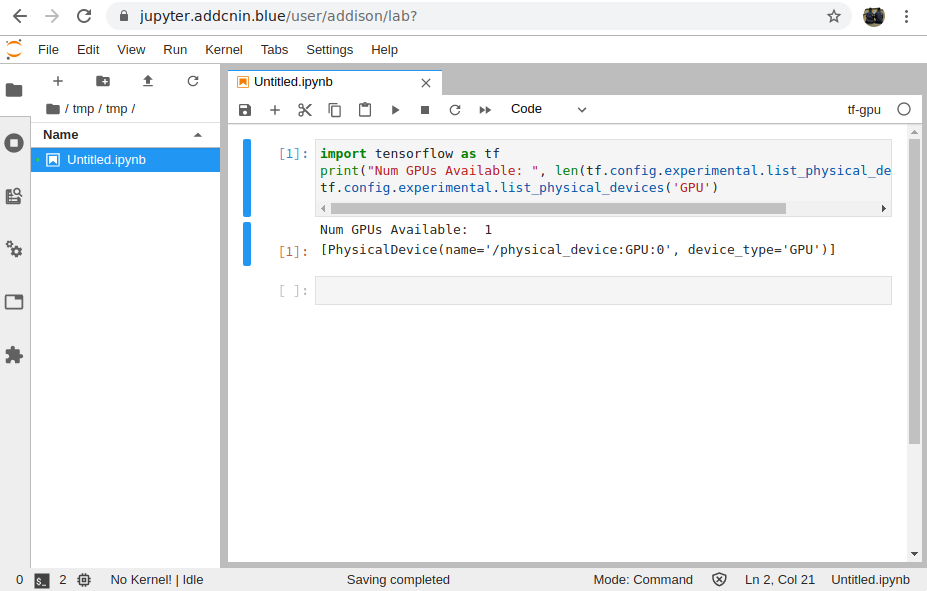 jupyter.addcnin.blue/user/addison/lab?
File Edit View Run Kernel Tabs Settings Help
Untitled.ipynb
/ tmp / tmp /
Code
tf-gpu
Name
Untitled.ipynb
[1]: import tensorflow as tf
print("Num GPUs Available: ", len(tf.config.experimental.list_physical_de
tf.config.experimental.list_physical_devices('GPU')
Num GPUs Available:  1
[1]: [PhysicalDevice(name='/physical_device:GPU:0', device_type='GPU')]
[ ]:
0 $_ 2 No Kernel! | Idle Saving completed Mode: Command Ln 2, Col 21 Untitled.ipynb